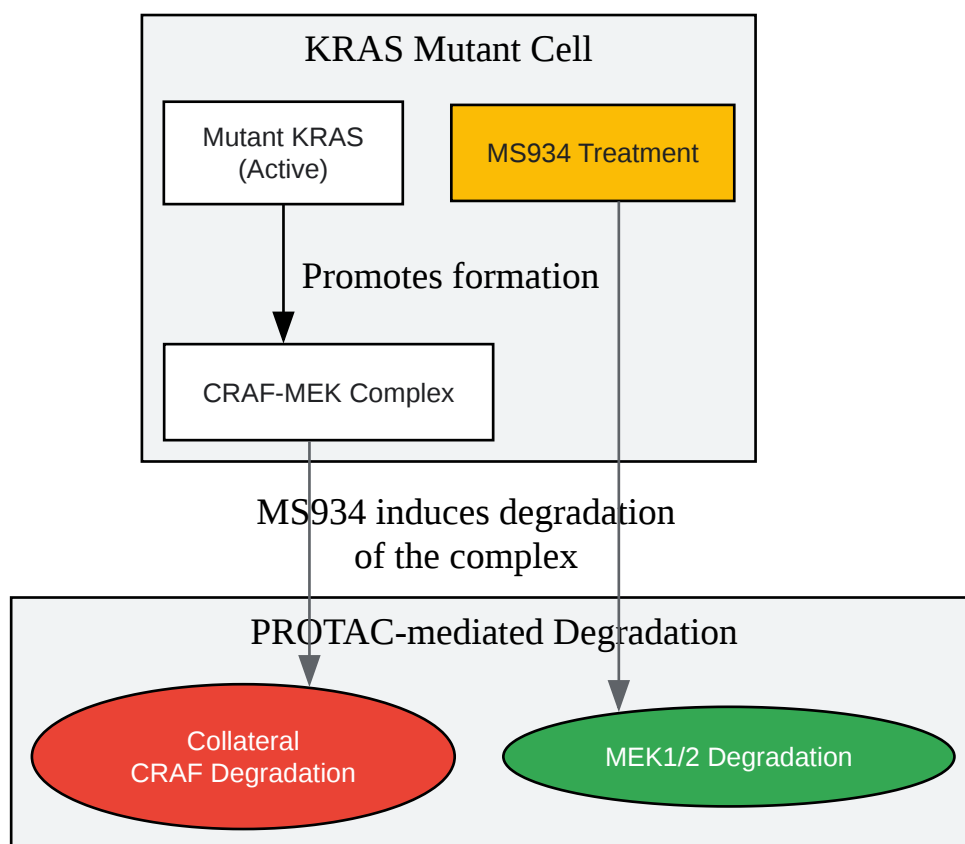 KRAS Mutant Cell
Mutant KRAS
(Active)
MS934 Treatment
Promotes formation
CRAF-MEK Complex
MS934 induces degradation
of the complex
PROTAC-mediated Degradation
Collateral
CRAF Degradation
MEK1/2 Degradation